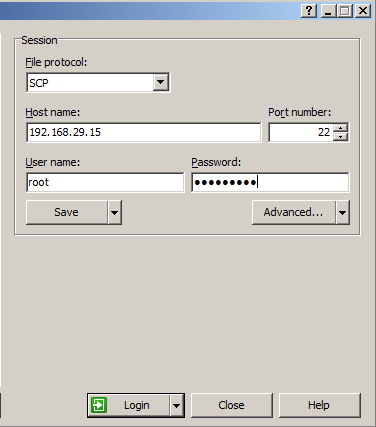 Session
File protocol:
SCP
Host name: Port number:
192.168.29.15 22
User name: Password:
root ●●●●●●●●●
Save Advanced...
Login Close Help